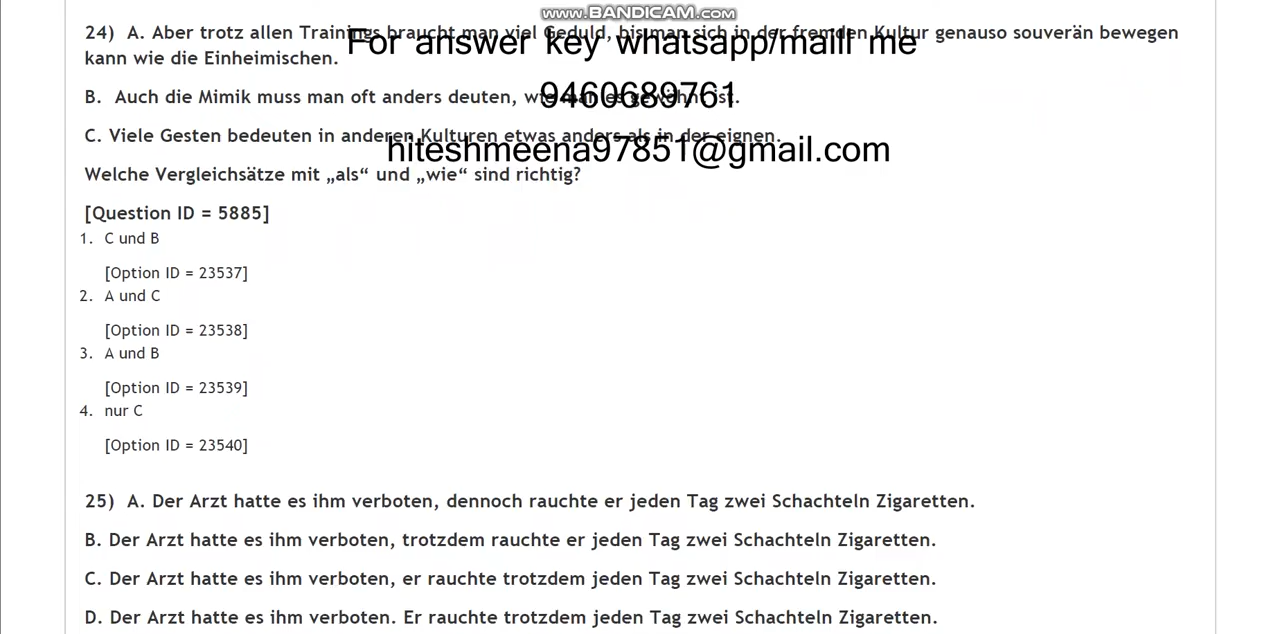 www.BANDICAM.com
24) A. Aber trotz allen Trainings braucht man viel Geduld, bis man sich in der fremden Kultur genauso souverän bewegen
For answer key whatsapp/maill me
kann wie die Einheimischen.
B. Auch die Mimik muss man oft anders deuten, wie man es gewohnt ist.
9460689761
C. Viele Gesten bedeuten in anderen Kulturen etwas anders als in der eignen.
hiteshmeena97851@gmail.com
Welche Vergleichsätze mit „als“ und „wie“ sind richtig?
[Question ID = 5885]
1. C und B
[Option ID = 23537]
2. A und C
[Option ID = 23538]
3. A und B
[Option ID = 23539]
4. nur C
[Option ID = 23540]
25) A. Der Arzt hatte es ihm verboten, dennoch rauchte er jeden Tag zwei Schachteln Zigaretten.
B. Der Arzt hatte es ihm verboten, trotzdem rauchte er jeden Tag zwei Schachteln Zigaretten.
C. Der Arzt hatte es ihm verboten, er rauchte trotzdem jeden Tag zwei Schachteln Zigaretten.
D. Der Arzt hatte es ihm verboten. Er rauchte trotzdem jeden Tag zwei Schachteln Zigaretten.